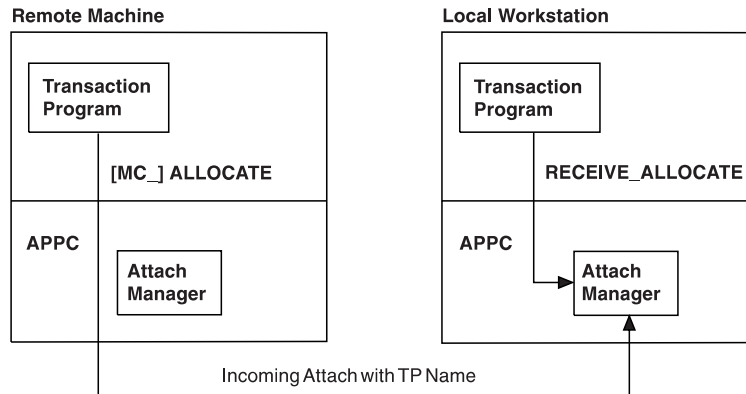 Remote Machine
Transaction
Program
[MC_] ALLOCATE
APPC
Attach
Manager
Local Workstation
Transaction
Program
RECEIVE_ALLOCATE
APPC
Attach
Manager
Incoming Attach with TP Name